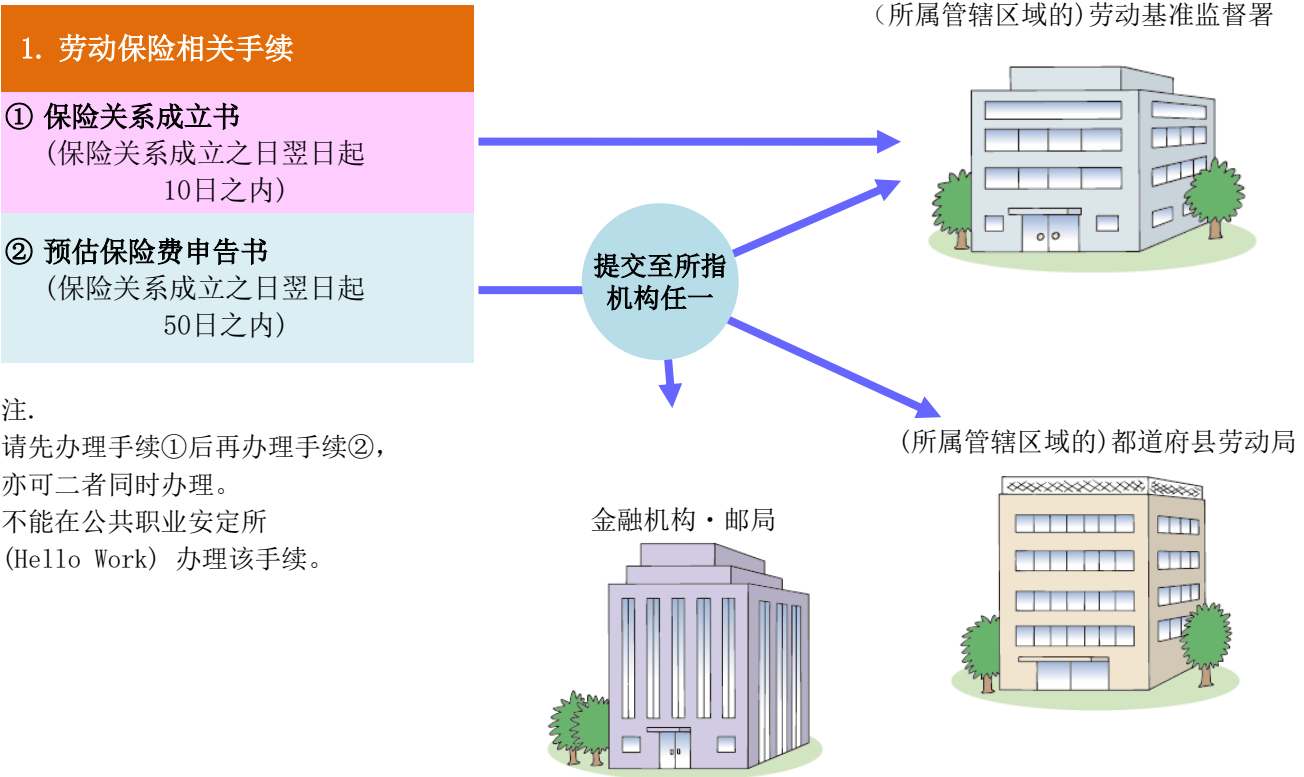 1. 劳动保险相关手续
① 保险关系成立书
(保险关系成立之日翌日起
10日之内)
② 预估保险费申告书
(保险关系成立之日翌日起
50日之内)
注.
请先办理手续①后再办理手续②，
亦可二者同时办理。
不能在公共职业安定所
(Hello Work) 办理该手续。
提交至所指
机构任一
（所属管辖区域的)劳动基准监督署
(所属管辖区域的)都道府县劳动局
金融机构・邮局